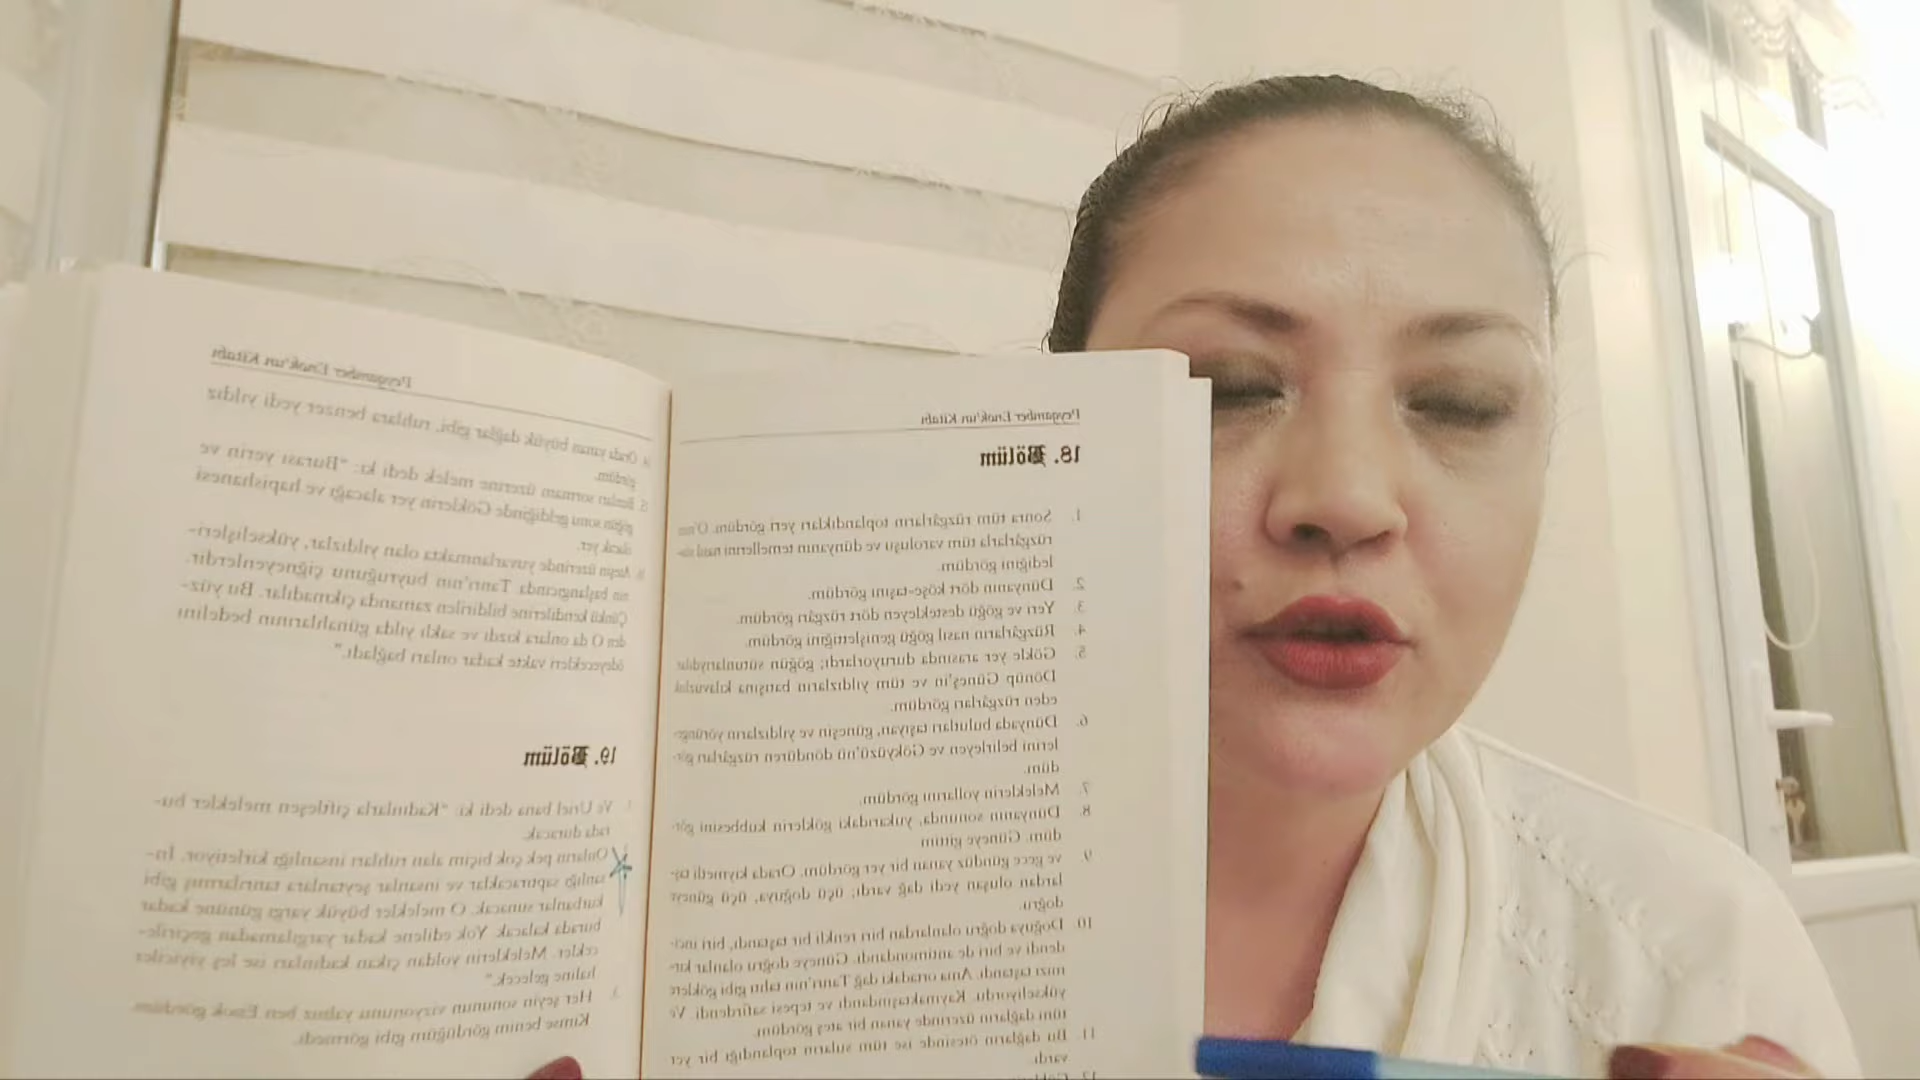 Peygamber Enok'un Kitabı
18. Bölüm
1. Sonra tüm rüzgârların toplandıkları yeri gördüm. O'nun
rüzgârlarla tüm varoluşu ve dünyanın temellerini nasıl
lediğini gördüm.
2. Dünyanın dört köşe-taşını gördüm.
3. Yeri ve göğü destekleyen dört rüzgârı gördüm.
4. Rüzgârların nasıl göğü genişlettiğini gördüm.
5. Gökle yer arasında duruyorlardı; göğün sütunlarıydılar.
Dönüp Güneş'in ve tüm yıldızların batışına kılavuzluk
eden rüzgârları gördüm.
6. Dünyada bulutları taşıyan, güneşin ve yıldızların yörünge-
lerini belirleyen ve Gökyüzü'nü döndüren rüzgârları gör-
düm.
7. Meleklerin yollarını gördüm.
8. Dünyanın sonunda, yukarıdaki göklerin kubbesini gör-
düm. Güneye gittim
9. ve gece gündüz yanan bir yer gördüm. Orada kıymetli taş-
lardan oluşan yedi dağ vardı; üçü doğuya, üçü güneye
doğru.
10. Doğuya doğru olanlardan biri renkli bir taştandı, biri inci-
dendi ve biri de antimondandı. Güneye doğru olanlar kır-
mızı taştandı. Ama ortadaki dağ Tanrı'nın tahtı gibi göklere
yükseliyordu. Kaymaktaşındandı ve tepesi safirdendi. Ve
tüm dağların üzerinde yanan bir ateş gördüm.
11. Bu dağların ötesinde ise tüm suların toplandığı bir yer
vardı.
12.
Peygamber Enok'un Kitabı
Orda yanan büyük dağlar gibi, ruhlara benzer yedi yıldız
gördüm.
5. sormam üzerine melek dedi ki: "Burası yerin ve
göğün sonu geldiğinde Göklerin yer alacağı ve hapishanesi
olacak yer.
6. Ateşin üzerinde yuvarlanmakta olan yıldızlar, yükselişleri-
nin başlangıcında Tanrı'nın buyruğunu çiğneyenlerdir.
Çünkü kendilerine bildirilen zamanda çıkmadılar. Bu yüz-
den O da onlara kızdı ve saklı yılda günahlarının bedelini
ödeyecekleri vakte kadar onları bağladı."
19. Bölüm
1. Ve Uriel bana dedi ki: "Kadınlarla çiftleşen melekler bu-
rada duracak.
Onların pek çok biçim alan ruhları insanlığı kirletiyor. İn-
sanlığı saptıracaklar ve insanlar şeytanlara tanrılarmış gibi
kurbanlar sunacak. O melekler büyük yargı gününe kadar
burada kalacak. Yok edilene kadar yargılamadan geçirile-
cekler. Meleklerin yoldan çıkan kadınları ise leş yiyiciler
haline gelecek."
3. Her şeyin sonunun vizyonunu yalnız ben Enok gördüm.
Kimse benim gördüğüm gibi görmedi.